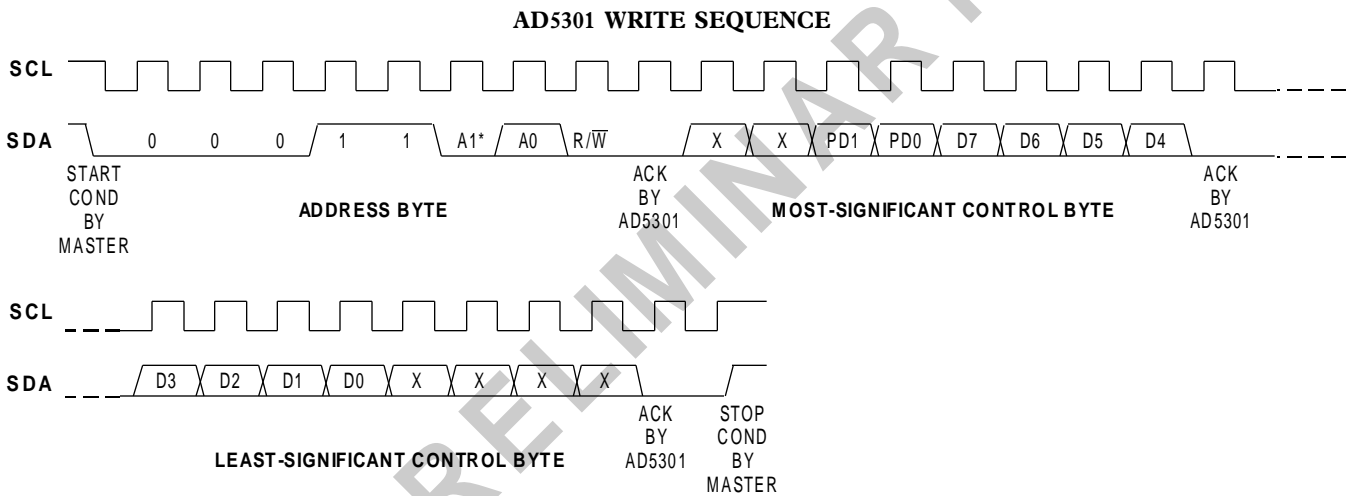 AD5301 WRITE SEQUENCE
SCL
SDA 0 0 0 1 1 A1* A0 R/W̅ X X PD1 PD0 D7 D6 D5 D4
START COND BY MASTER
ADDRESS BYTE
ACK BY AD5301
MOST-SIGNIFICANT CONTROL BYTE
ACK BY AD5301
SCL
SDA D3 D2 D1 D0 X X X X
LEAST-SIGNIFICANT CONTROL BYTE
ACK BY AD5301
STOP COND BY MASTER